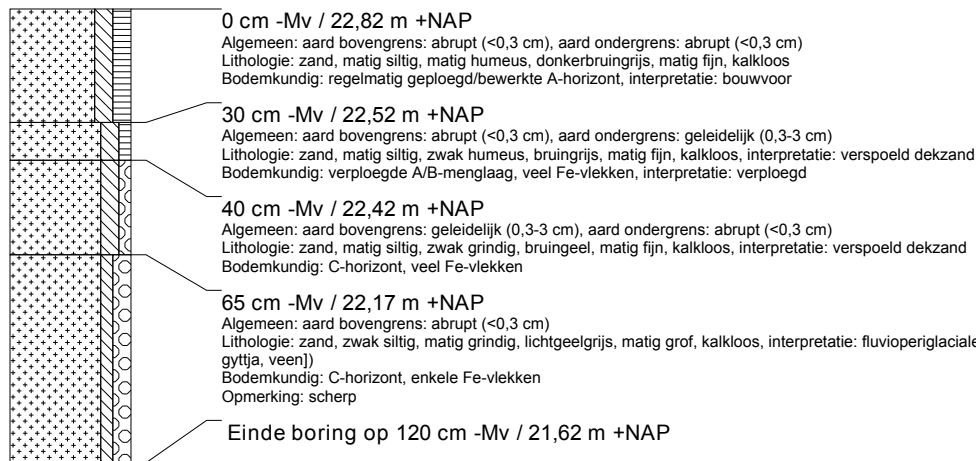 0 cm -Mv / 22,82 m +NAP
Algemeen: aard bovengrens: abrupt (<0,3 cm), aard ondergrens: abrupt (<0,3 cm)
Lithologie: zand, matig siltig, matig humeus, donkerbruingrijs, matig fijn, kalkloos
Bodemkundig: regelmatig geploegd/bewerkte A-horizont, interpretatie: bouwvoor
30 cm -Mv / 22,52 m +NAP
Algemeen: aard bovengrens: abrupt (<0,3 cm), aard ondergrens: geleidelijk (0,3-3 cm)
Lithologie: zand, matig siltig, zwak humeus, bruingrijs, matig fijn, kalkloos, interpretatie: verspoeld dekzand
Bodemkundig: verploegde A/B-menglaag, veel Fe-vlekken, interpretatie: verploegd
40 cm -Mv / 22,42 m +NAP
Algemeen: aard bovengrens: geleidelijk (0,3-3 cm), aard ondergrens: abrupt (<0,3 cm)
Lithologie: zand, matig siltig, zwak grindig, bruingeel, matig fijn, kalkloos, interpretatie: verspoeld dekzand
Bodemkundig: C-horizont, veel Fe-vlekken
65 cm -Mv / 22,17 m +NAP
Algemeen: aard bovengrens: abrupt (<0,3 cm)
Lithologie: zand, zwak siltig, matig grindig, lichtgeelgrijs, matig grof, kalkloos, interpretatie: fluvioperiglaciale
gyttja, veen])
Bodemkundig: C-horizont, enkele Fe-vlekken
Opmerking: scherp
Einde boring op 120 cm -Mv / 21,62 m +NAP